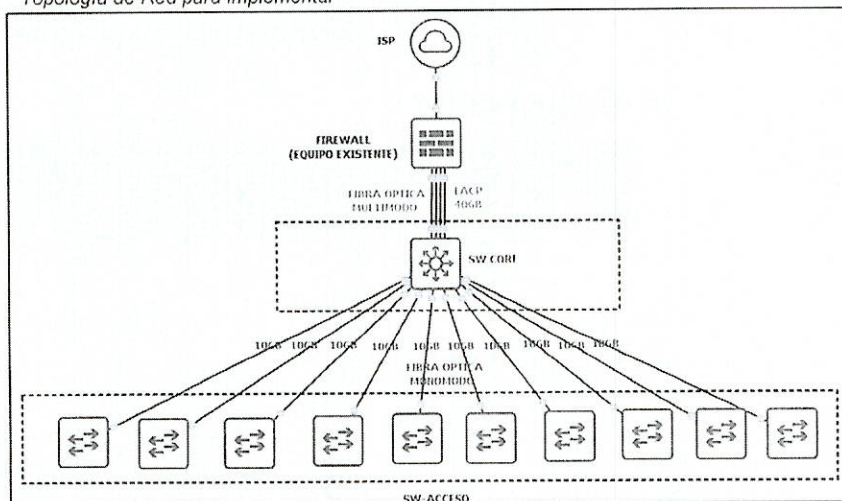 Topología de Red para Implementar
ISP
FIREWALL
(EQUIPO EXISTENTE)
FIBRA OPTICA
MULTIMODO
LACP
40GB
SW CORE
10GB 10GB 10GB 10GB 10GB 10GB 10GB 10GB 10GB 10GB
FIBRA OPTICA
MONOMODO
SW-ACCESO